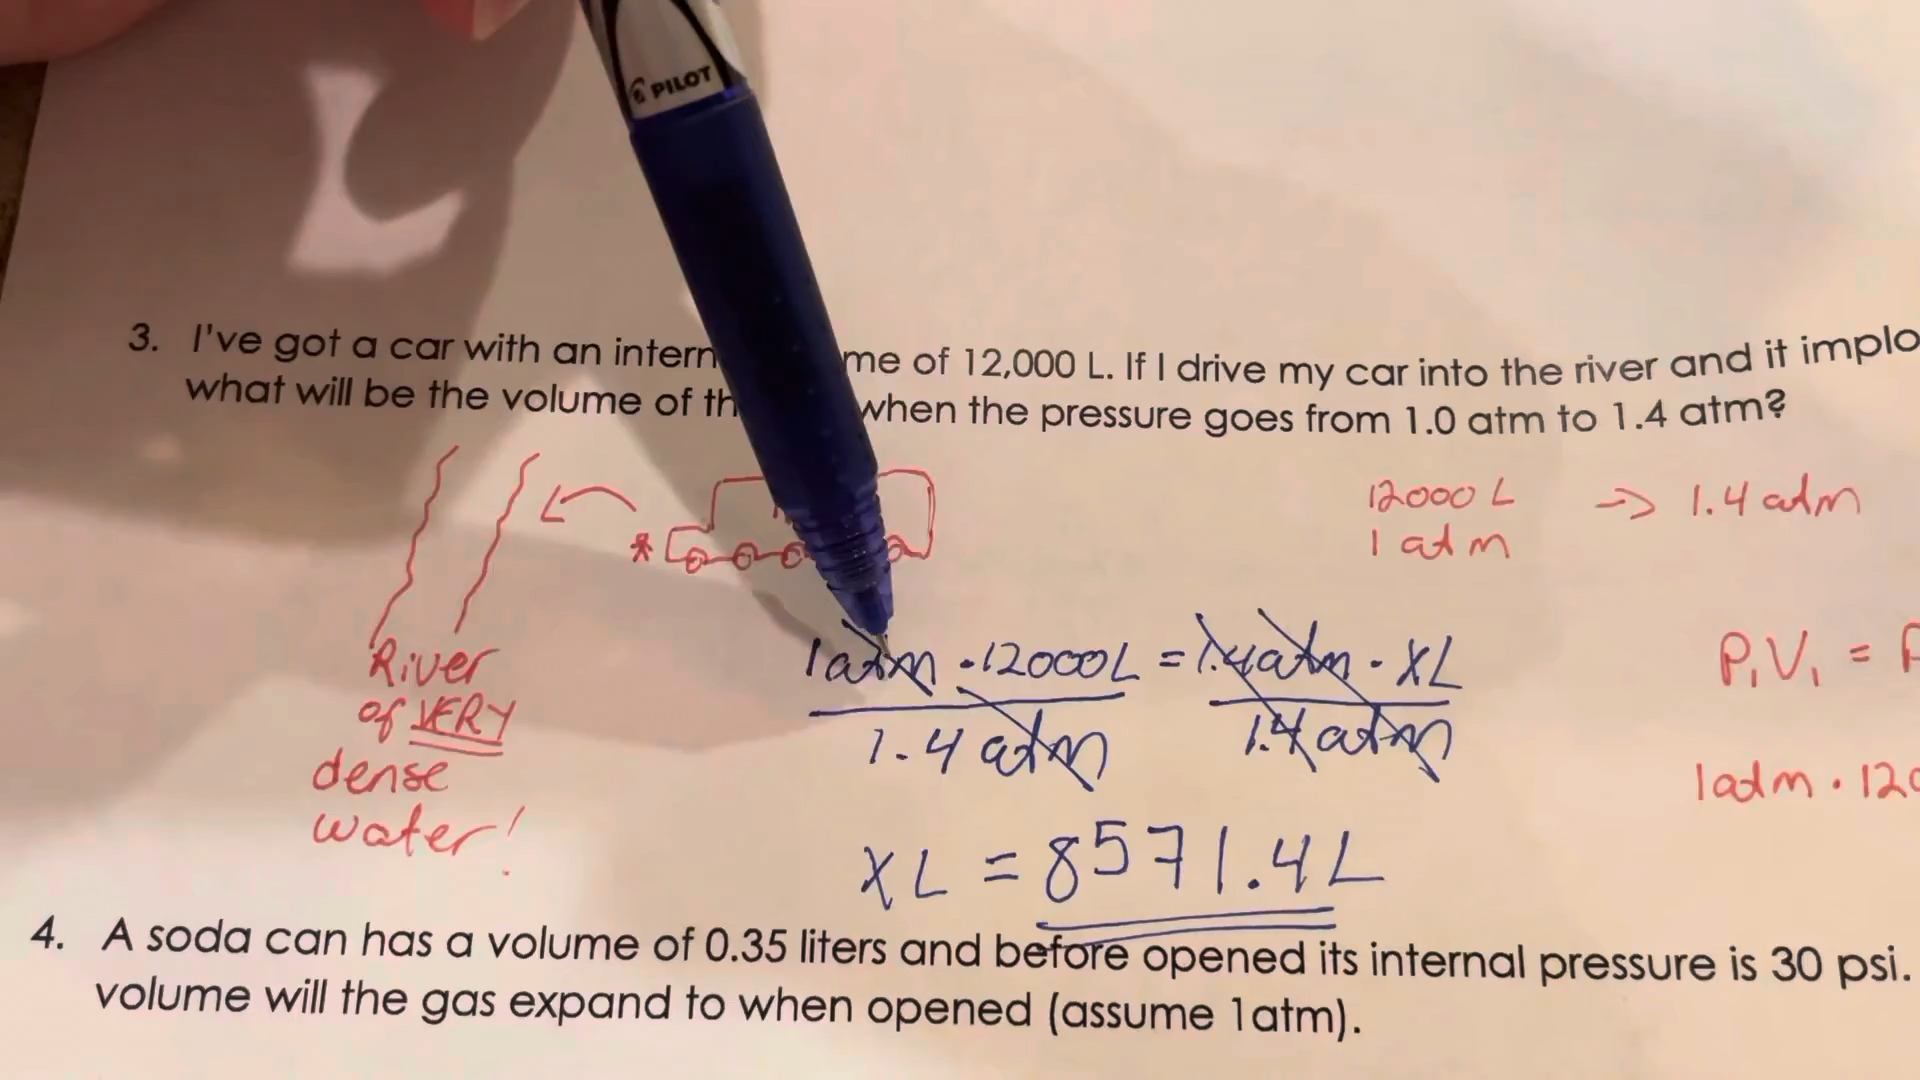 PILOT
3. I've got a car with an intern me of 12,000 L. If I drive my car into the river and it implo
what will be the volume of th when the pressure goes from 1.0 atm to 1.4 atm?
12000 L → 1.4 atm
1 atm
River
of VERY
dense
water!
1atm · 12000L = 1.4atm · XL
1.4 atm 1.4 atm
XL = 8571.4L
P₁V₁ =
1atm · 120
4. A soda can has a volume of 0.35 liters and before opened its internal pressure is 30 psi.
volume will the gas expand to when opened (assume 1atm).